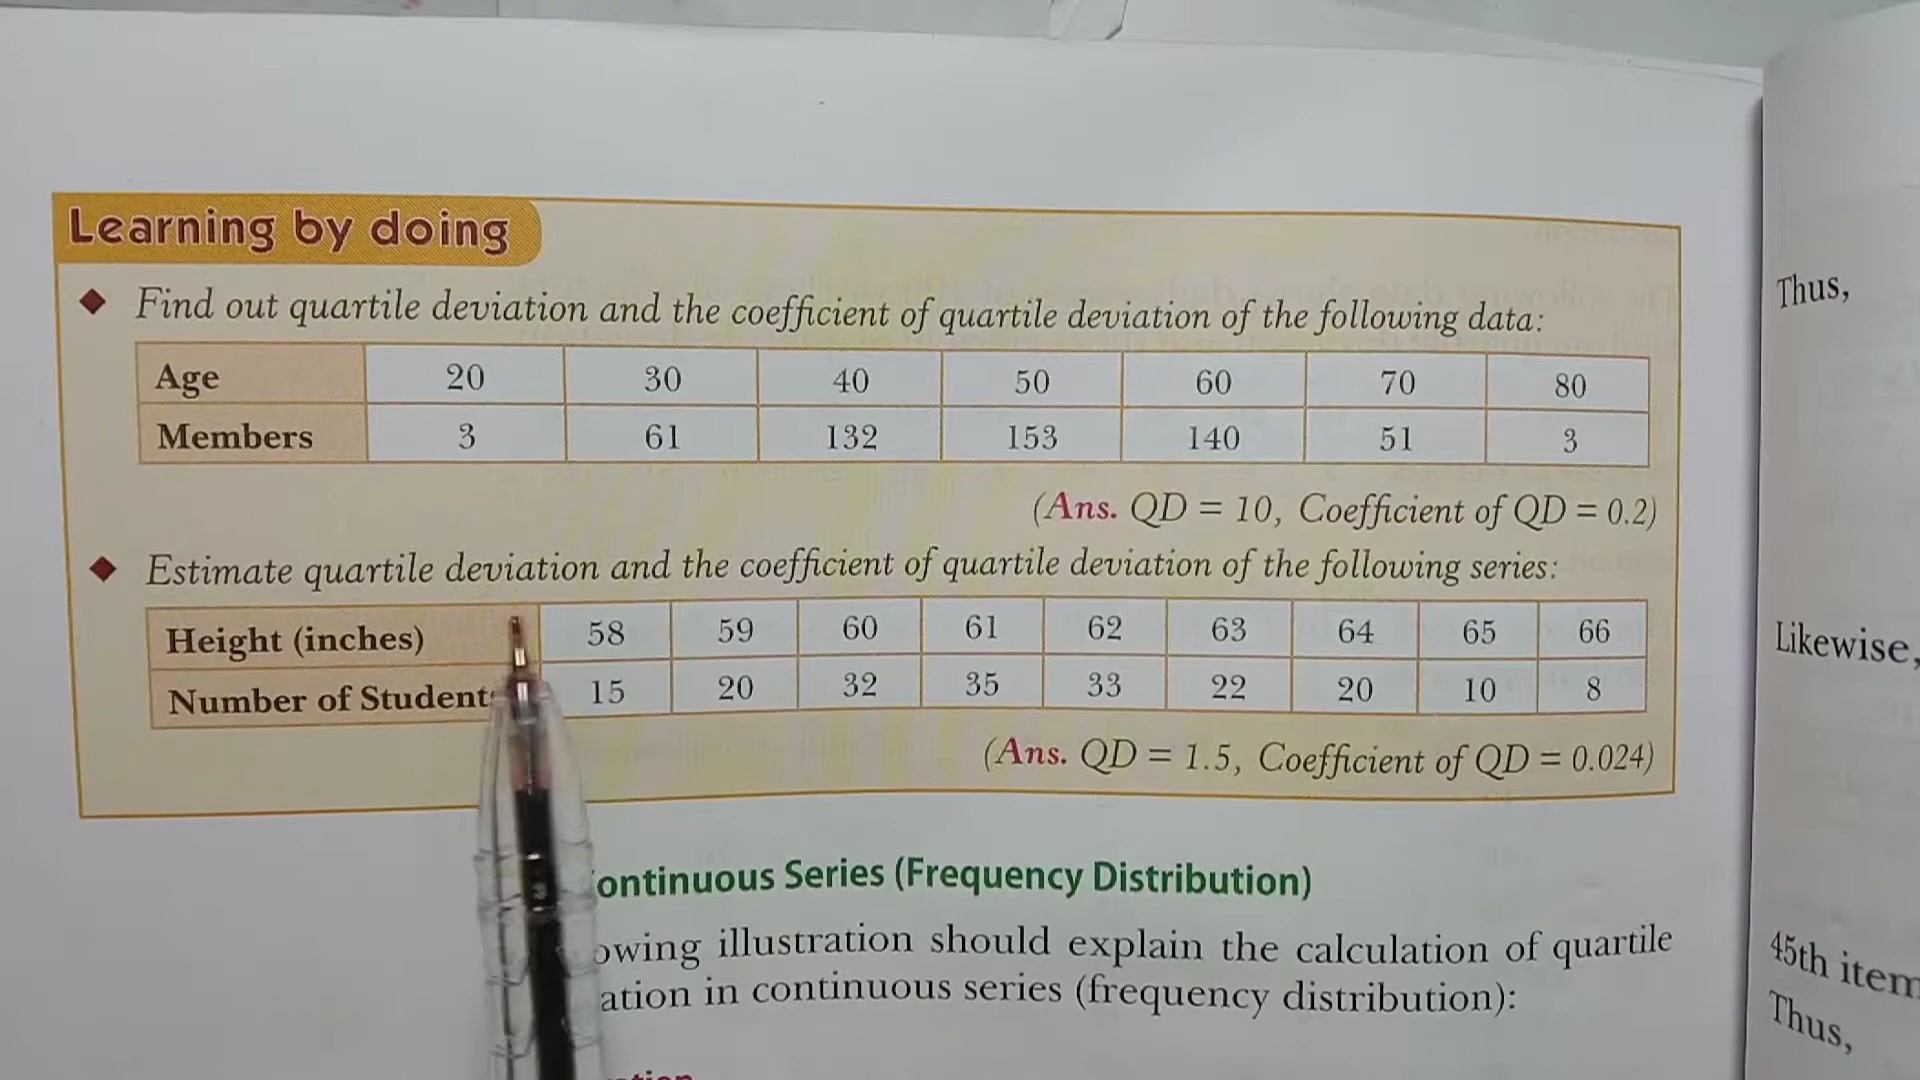 Learning by doing
Find out quartile deviation and the coefficient of quartile deviation of the following data:
Age 20 30 40 50 60 70 80
Members 3 61 132 153 140 51 3
(Ans. QD = 10, Coefficient of QD = 0.2)
Estimate quartile deviation and the coefficient of quartile deviation of the following series:
Height (inches) 58 59 60 61 62 63 64 65 66
Number of Student 15 20 32 35 33 22 20 10 8
(Ans. QD = 1.5, Coefficient of QD = 0.024)
ontinuous Series (Frequency Distribution)
owing illustration should explain the calculation of quartile
ation in continuous series (frequency distribution):
Thus,
Likewise,
45th item
Thus,